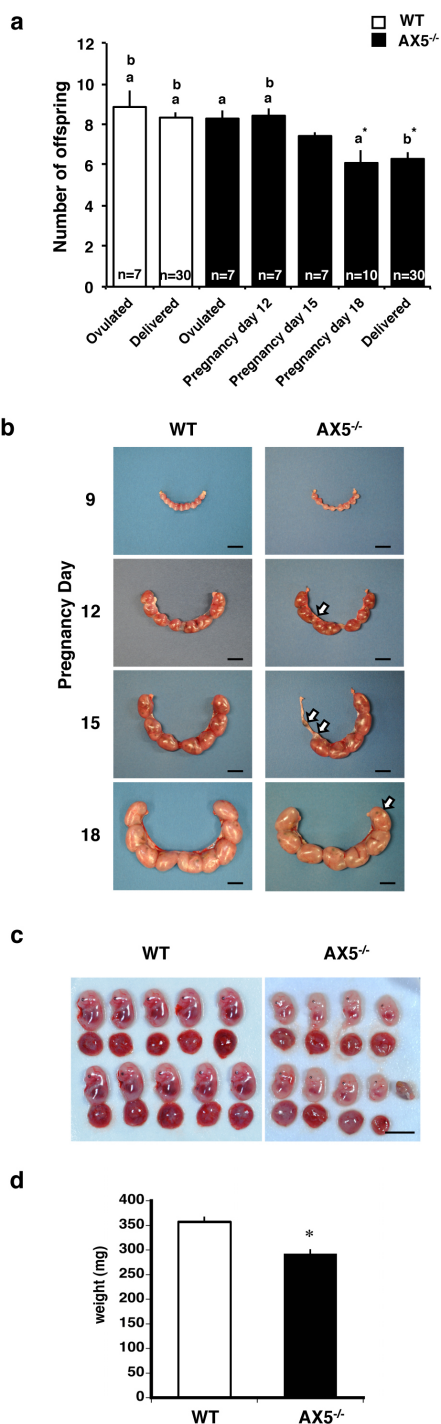 a
WT
AX5-/-
12
10
8
6
4
2
0
Number of offspring
b
a
b
a
a
b
a
a*
b*
n=7
n=30
n=7
n=7
n=7
n=10
n=30
Ovulated
Delivered
Ovulated
Pregnancy day 12
Pregnancy day 15
Pregnancy day 18
Delivered
b
WT
AX5-/-
Pregnancy Day
9
12
15
18
c
WT
AX5-/-
d
400
350
300
250
200
150
100
50
0
weight (mg)
*
WT
AX5-/-